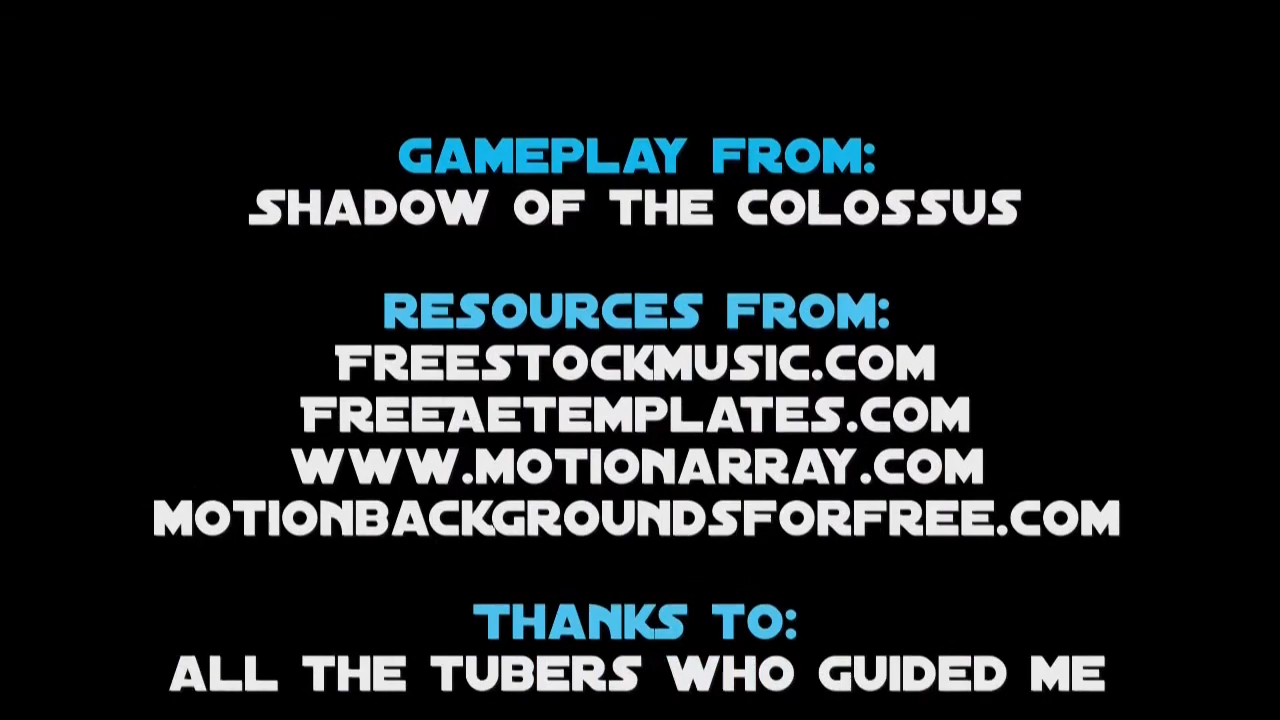 GAMEPLAY FROM:
SHADOW OF THE COLOSSUS
RESOURCES FROM:
FREESTOCKMUSIC.COM
FREEAETEMPLATES.COM
WWW.MOTIONARRAY.COM
MOTIONBACKGROUNDSFORFREE.COM
THANKS TO:
ALL THE TUBERS WHO GUIDED ME